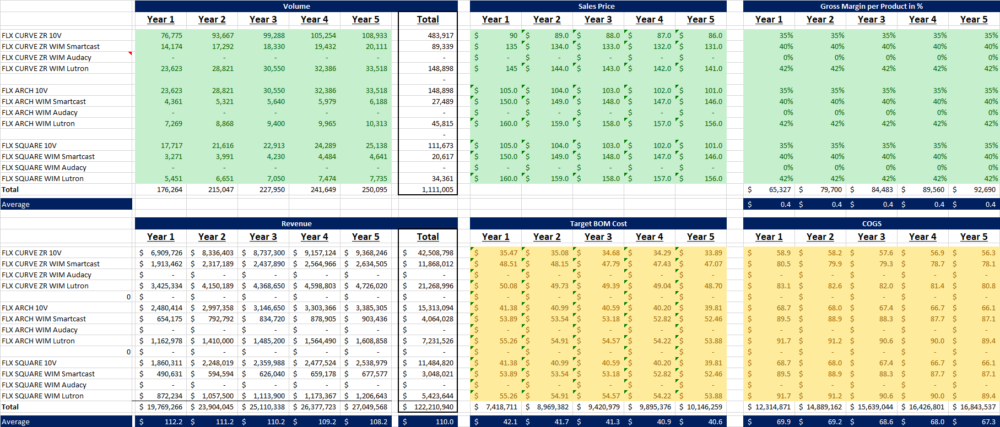 Volume Sales Price Gross Margin per Product in %
Year 1 Year 2 Year 3 Year 4 Year 5 Total Year 1 Year 2 Year 3 Year 4 Year 5 Year 1 Year 2 Year 3 Year 4 Year 5
FLX CURVE ZR 10V 76,775 93,667 99,288 105,254 108,933 483,917 $ 90 $ 89.0 $ 88.0 $ 87.0 $ 86.0 35% 35% 35% 35% 35%
FLX CURVE ZR WIM Smartcast 14,174 17,292 18,330 19,432 20,111 89,339 $ 135 $ 134.0 $ 133.0 $ 132.0 $ 131.0 40% 40% 40% 40% 40%
FLX CURVE ZR WIM Audacy - - - - - - $ - $ - $ - $ - $ - 0% 0% 0% 0% 0%
FLX CURVE ZR WIM Lutron 23,623 28,821 30,550 32,386 33,518 148,898 $ 145 $ 144.0 $ 143.0 $ 142.0 $ 141.0 42% 42% 42% 42% 42%
-
FLX ARCH 10V 23,623 28,821 30,550 32,386 33,518 148,898 $ 105.0 $ 104.0 $ 103.0 $ 102.0 $ 101.0 35% 35% 35% 35% 35%
FLX ARCH WIM Smartcast 4,361 5,321 5,640 5,979 6,188 27,489 $ 150.0 $ 149.0 $ 148.0 $ 147.0 $ 146.0 40% 40% 40% 40% 40%
FLX ARCH WIM Audacy - - - - - - $ - $ - $ - $ - $ - 0% 0% 0% 0% 0%
FLX ARCH WIM Lutron 7,269 8,868 9,400 9,965 10,313 45,815 $ 160.0 $ 159.0 $ 158.0 $ 157.0 $ 156.0 42% 42% 42% 42% 42%
-
FLX SQUARE 10V 17,717 21,616 22,913 24,289 25,138 111,673 $ 105.0 $ 104.0 $ 103.0 $ 102.0 $ 101.0 35% 35% 35% 35% 35%
FLX SQUARE WIM Smartcast 3,271 3,991 4,230 4,484 4,641 20,617 $ 150.0 $ 149.0 $ 148.0 $ 147.0 $ 146.0 40% 40% 40% 40% 40%
FLX SQUARE WIM Audacy - - - - - - $ - $ - $ - $ - $ - 0% 0% 0% 0% 0%
FLX SQUARE WIM Lutron 5,451 6,651 7,050 7,474 7,735 34,361 $ 160.0 $ 159.0 $ 158.0 $ 157.0 $ 156.0 42% 42% 42% 42% 42%
Total 176,264 215,047 227,950 241,649 250,095 1,111,005 $ 65,327 $ 79,700 $ 84,483 $ 89,560 $ 92,690
Average $ 0.4 $ 0.4 $ 0.4 $ 0.4 $ 0.4
Revenue Target BOM Cost COGS
Year 1 Year 2 Year 3 Year 4 Year 5 Total Year 1 Year 2 Year 3 Year 4 Year 5 Year 1 Year 2 Year 3 Year 4 Year 5
FLX CURVE ZR 10V $ 6,909,726 $ 8,336,403 $ 8,737,300 $ 9,157,124 $ 9,368,246 $ 42,508,798 $ 35.47 $ 35.08 $ 34.68 $ 34.29 $ 33.89 $ 58.9 $ 58.2 $ 57.6 $ 56.9 $ 56.3
FLX CURVE ZR WIM Smartcast $ 1,913,462 $ 2,317,189 $ 2,437,890 $ 2,564,966 $ 2,634,505 $ 11,868,012 $ 48.51 $ 48.15 $ 47.79 $ 47.43 $ 47.07 $ 80.5 $ 79.9 $ 79.3 $ 78.7 $ 78.1
FLX CURVE ZR WIM Audacy $ - $ - $ - $ - $ - $ - $ - $ - $ - $ - $ - $ - $ - $ - $ - $ -
FLX CURVE ZR WIM Lutron $ 3,425,334 $ 4,150,189 $ 4,368,650 $ 4,598,803 $ 4,726,020 $ 21,268,996 $ 50.08 $ 49.73 $ 49.39 $ 49.04 $ 48.70 $ 83.1 $ 82.6 $ 82.0 $ 81.4 $ 80.8
0 $ - $ - $ - $ - $ - $ - $ - $ - $ - $ - $ - $ - $ - $ - $ - $ -
FLX ARCH 10V $ 2,480,414 $ 2,997,358 $ 3,146,650 $ 3,303,366 $ 3,385,305 $ 15,313,094 $ 41.38 $ 40.99 $ 40.59 $ 40.20 $ 39.81 $ 68.7 $ 68.0 $ 67.4 $ 66.7 $ 66.1
FLX ARCH WIM Smartcast $ 654,175 $ 792,792 $ 834,720 $ 878,905 $ 903,436 $ 4,064,028 $ 53.89 $ 53.54 $ 53.18 $ 52.82 $ 52.46 $ 89.5 $ 88.9 $ 88.3 $ 87.7 $ 87.1
FLX ARCH WIM Audacy $ - $ - $ - $ - $ - $ - $ - $ - $ - $ - $ - $ - $ - $ - $ - $ -
FLX ARCH WIM Lutron $ 1,162,978 $ 1,410,000 $ 1,485,200 $ 1,564,490 $ 1,608,858 $ 7,231,526 $ 55.26 $ 54.91 $ 54.57 $ 54.22 $ 53.88 $ 91.7 $ 91.2 $ 90.6 $ 90.0 $ 89.4
0 $ - $ - $ - $ - $ - $ - $ - $ - $ - $ - $ - $ - $ - $ - $ - $ -
FLX SQUARE 10V $ 1,860,311 $ 2,248,019 $ 2,359,988 $ 2,477,524 $ 2,538,979 $ 11,484,820 $ 41.38 $ 40.99 $ 40.59 $ 40.20 $ 39.81 $ 68.7 $ 68.0 $ 67.4 $ 66.7 $ 66.1
FLX SQUARE WIM Smartcast $ 490,631 $ 594,594 $ 626,040 $ 659,178 $ 677,577 $ 3,048,021 $ 53.89 $ 53.54 $ 53.18 $ 52.82 $ 52.46 $ 89.5 $ 88.9 $ 88.3 $ 87.7 $ 87.1
FLX SQUARE WIM Audacy $ - $ - $ - $ - $ - $ - $ - $ - $ - $ - $ - $ - $ - $ - $ - $ -
FLX SQUARE WIM Lutron $ 872,234 $ 1,057,500 $ 1,113,900 $ 1,173,367 $ 1,206,643 $ 5,423,644 $ 55.26 $ 54.91 $ 54.57 $ 54.22 $ 53.88 $ 91.7 $ 91.2 $ 90.6 $ 90.0 $ 89.4
Total $ 19,769,266 $ 23,904,045 $ 25,110,338 $ 26,377,723 $ 27,049,568 $ 122,210,940 $ 7,418,711 $ 8,969,382 $ 9,420,979 $ 9,895,376 $ 10,146,259 $ 12,314,871 $ 14,889,162 $ 15,639,044 $ 16,426,801 $ 16,843,537
Average $ 112.2 $ 111.2 $ 110.2 $ 109.2 $ 108.2 $ 110.0 $ 42.1 $ 41.7 $ 41.3 $ 40.9 $ 40.6 $ 69.9 $ 69.2 $ 68.6 $ 68.0 $ 67.3